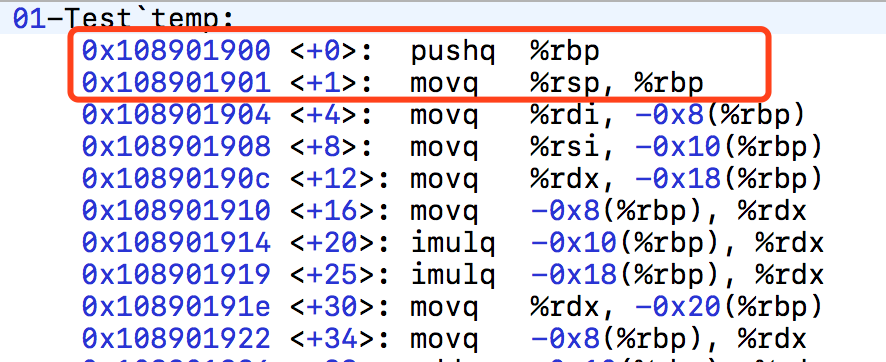 01-Test`temp:
0x108901900 <+0>: pushq %rbp
0x108901901 <+1>: movq %rsp, %rbp
0x108901904 <+4>: movq %rdi, -0x8(%rbp)
0x108901908 <+8>: movq %rsi, -0x10(%rbp)
0x10890190c <+12>: movq %rdx, -0x18(%rbp)
0x108901910 <+16>: movq -0x8(%rbp), %rdx
0x108901914 <+20>: imulq -0x10(%rbp), %rdx
0x108901919 <+25>: imulq -0x18(%rbp), %rdx
0x10890191e <+30>: movq %rdx, -0x20(%rbp)
0x108901922 <+34>: movq -0x8(%rbp), %rdx